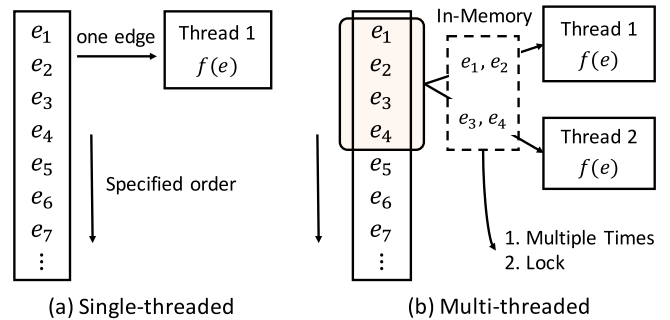 e₁
e₂
e₃
e₄
e₅
e₆
e₇
⋮
one edge
Thread 1
f(e)
Specified order
(a) Single-threaded
e₁
e₂
e₃
e₄
e₅
e₆
e₇
⋮
In-Memory
e₁, e₂
e₃, e₄
Thread 1
f(e)
Thread 2
f(e)
1. Multiple Times
2. Lock
(b) Multi-threaded